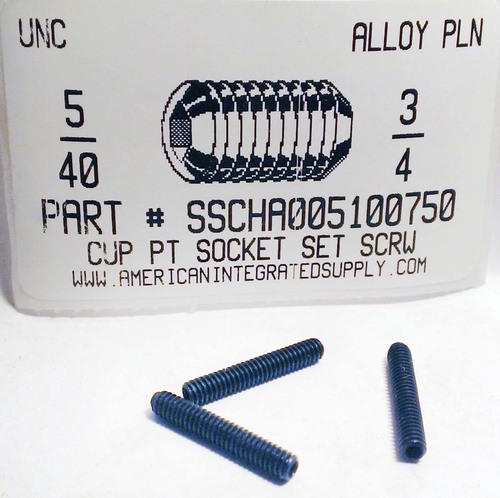 UNC ALLOY PLN
5/40 3/4
PART # SSCHA005100750
CUP PT SOCKET SET SCRW
WWW.AMERICANINTEGRATEDSUPPLY.COM